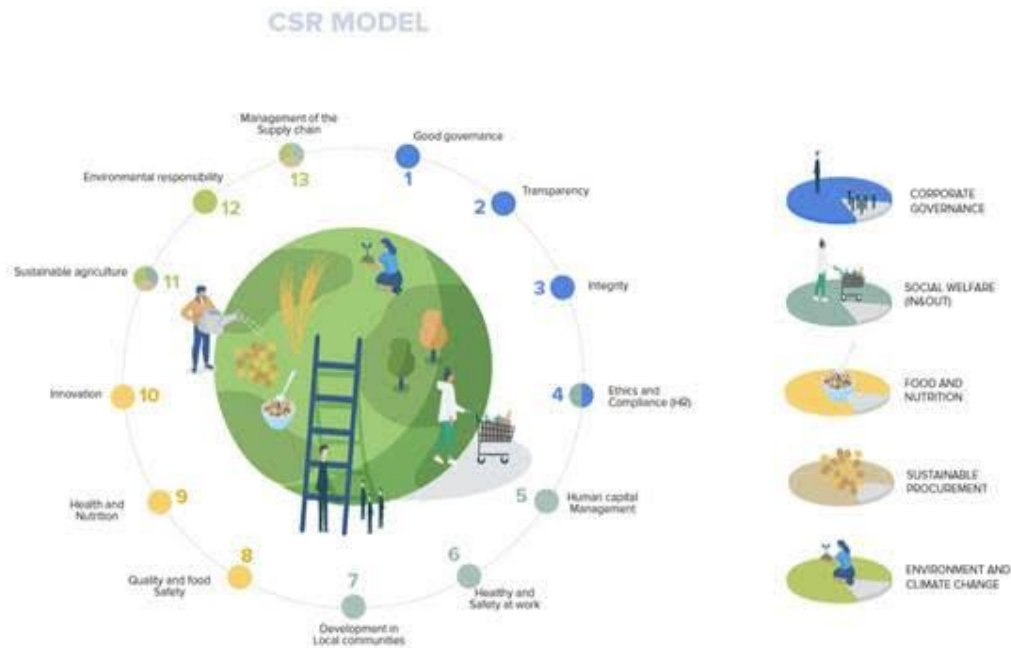 CSR MODEL
Management of the
Supply chain
13
Good governance
1
Transparency
2
Integrity
3
Ethics and
Compliance (HR)
4
Human capital
Management
5
Healthy and
Safety at work
6
Development in
Local communities
7
Quality and food
Safety
8
Health and
Nutrition
9
Innovation
10
Sustainable agriculture
11
Environmental responsibility
12
CORPORATE
GOVERNANCE
SOCIAL WELFARE
(IN&OUT)
FOOD AND
NUTRITION
SUSTAINABLE
PROCUREMENT
ENVIRONMENT AND
CLIMATE CHANGE